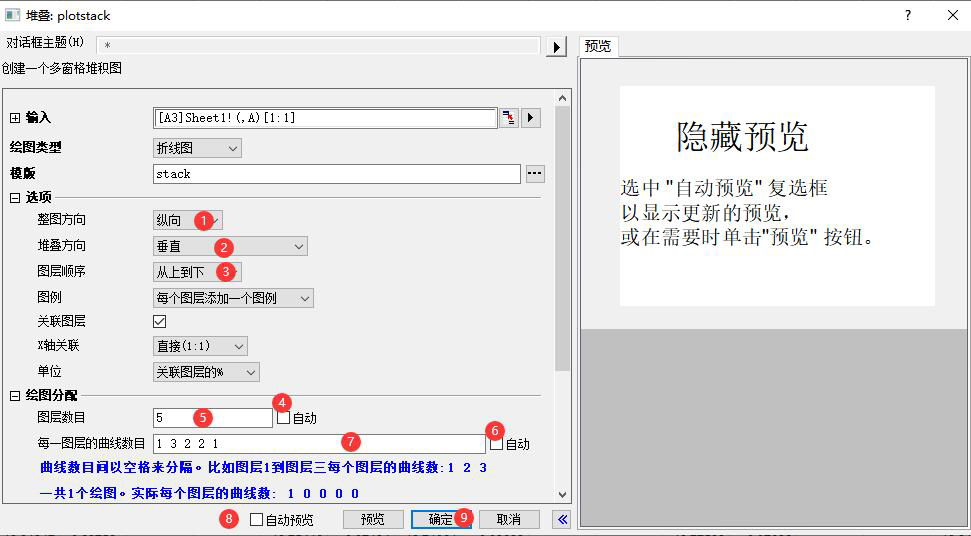 堆叠: plotstack
?
对话框主题(H) *
创建一个多窗格堆积图
输入 [A3]Sheet1!(,A)[1:1]
绘图类型 折线图
模版 stack
选项
整图方向 纵向 1
堆叠方向 垂直 2
图层顺序 从上到下 3
图例 每个图层添加一个图例
关联图层
X轴关联 直接(1:1)
单位 关联图层的%
绘图分配
图层数目 5 5 4 自动
每一图层的曲线数目 1 3 2 2 1 7 6 自动
曲线数目间以空格来分隔。比如图层1到图层三每个图层的曲线数:1 2 3
一共1个绘图。实际每个图层的曲线数: 1 0 0 0 0
8 自动预览 预览 确定 9 取消
预览
隐藏预览
选中 "自动预览" 复选框
以显示更新的预览，
或在需要时单击"预览" 按钮。